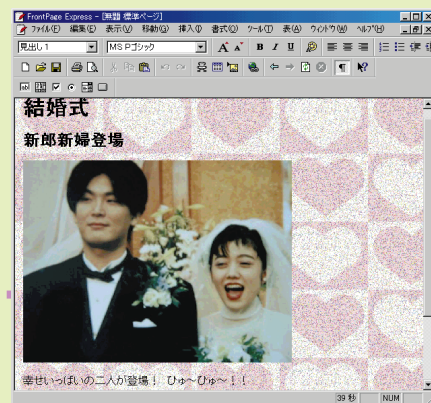 FrontPage Express - [無題 標準ページ]
ファイル(F) 編集(E) 表示(V) 移動(G) 挿入(I) 書式(O) ツール(T) 表(A) ウィンドウ(W) ヘルプ(H)
見出し1 MS Pゴシック A A B I U
結婚式
新郎新婦登場
幸せいっぱいの二人が登場！ ひゅ～ひゅ～！！
39 秒 NUM